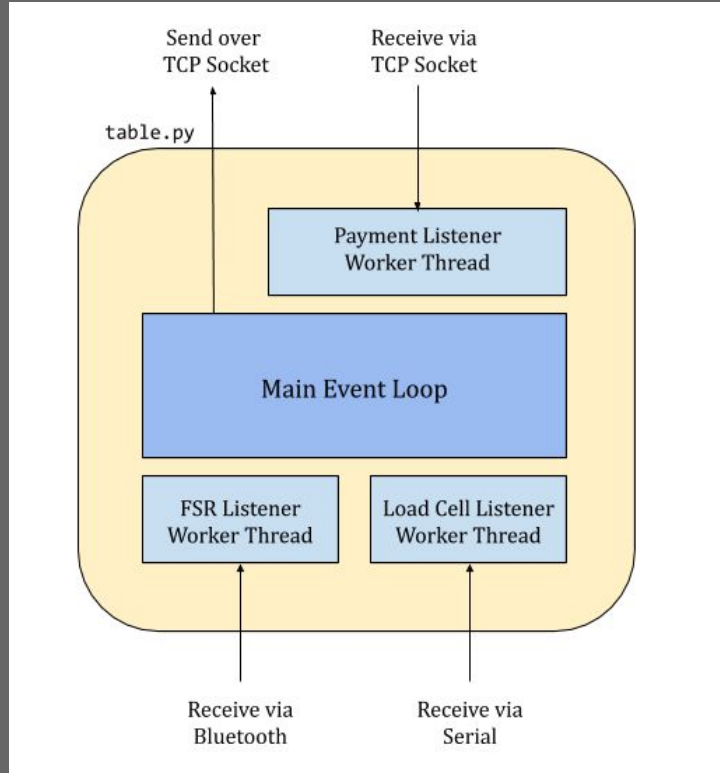 Send over
TCP Socket
Receive via
TCP Socket
table.py
Payment Listener
Worker Thread
Main Event Loop
FSR Listener
Worker Thread
Load Cell Listener
Worker Thread
Receive via
Bluetooth
Receive via
Serial